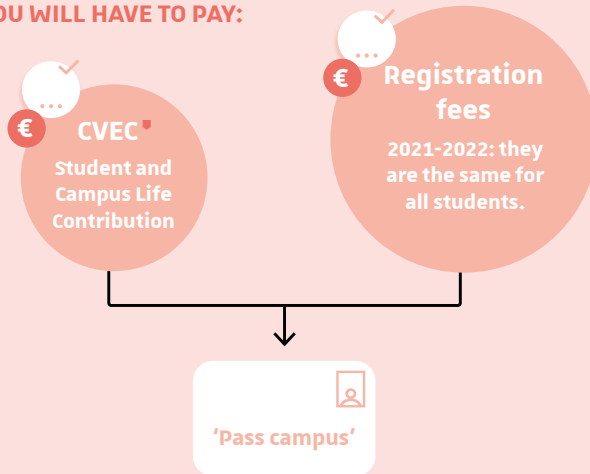 OU WILL HAVE TO PAY:
€
Registration
fees
2021-2022: they
are the same for
all students.
€
CVEC
Student and
Campus Life
Contribution
‘Pass campus’